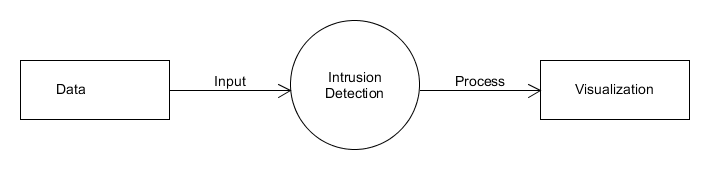 Data
Input
Intrusion
Detection
Process
Visualization